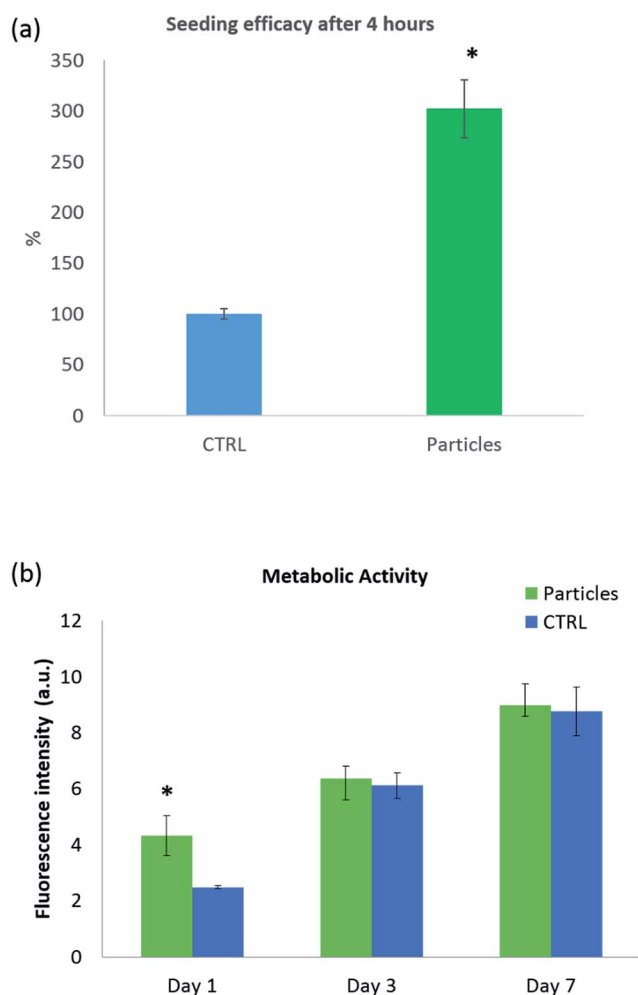 (a)
Seeding efficacy after 4 hours
350
300
250
200
150
100
50
0
%
*
CTRL
Particles
(b)
Metabolic Activity
Particles
CTRL
12
10
8
6
4
2
0
Fluorescence intensity (a.u.)
*
Day 1
Day 3
Day 7